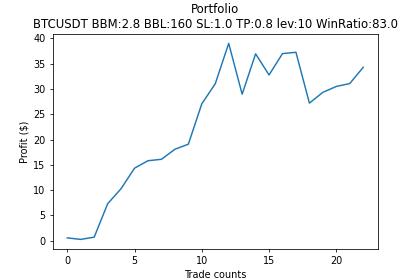 Portfolio
BTCUSDT BBM:2.8 BBL:160 SL:1.0 TP:0.8 lev:10 WinRatio:83.0
40
35
30
25
20
15
10
5
0
Profit ($)
0 5 10 15 20
Trade counts